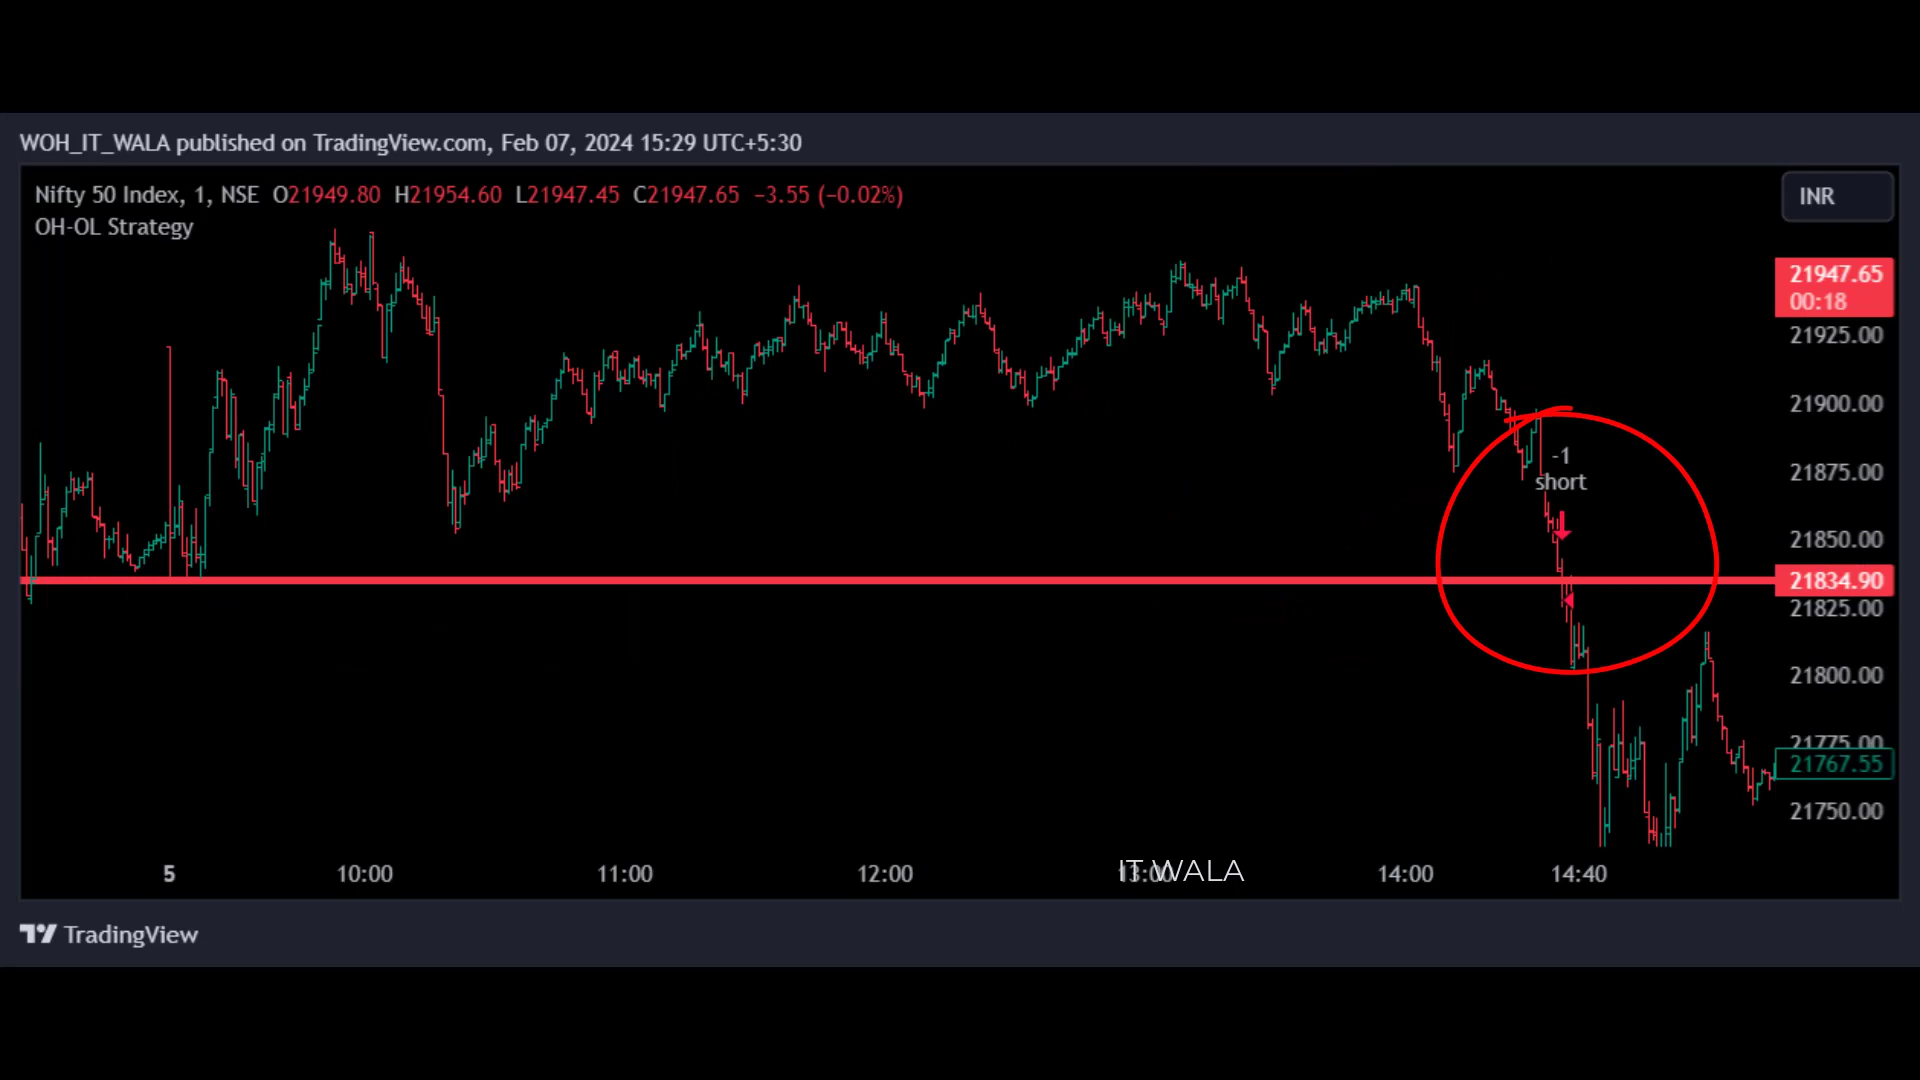 WOH_IT_WALA published on TradingView.com, Feb 07, 2024 15:29 UTC+5:30
Nifty 50 Index, 1, NSE O21949.80 H21954.60 L21947.45 C21947.65 −3.55 (−0.02%)
OH-OL Strategy
INR
21947.65
00:18
21925.00
21900.00
-1
short
21875.00
21850.00
21834.90
21825.00
21800.00
21775.00
21767.55
21750.00
5 10:00 11:00 12:00 13:00 14:00 14:40
IT WALA
TradingView